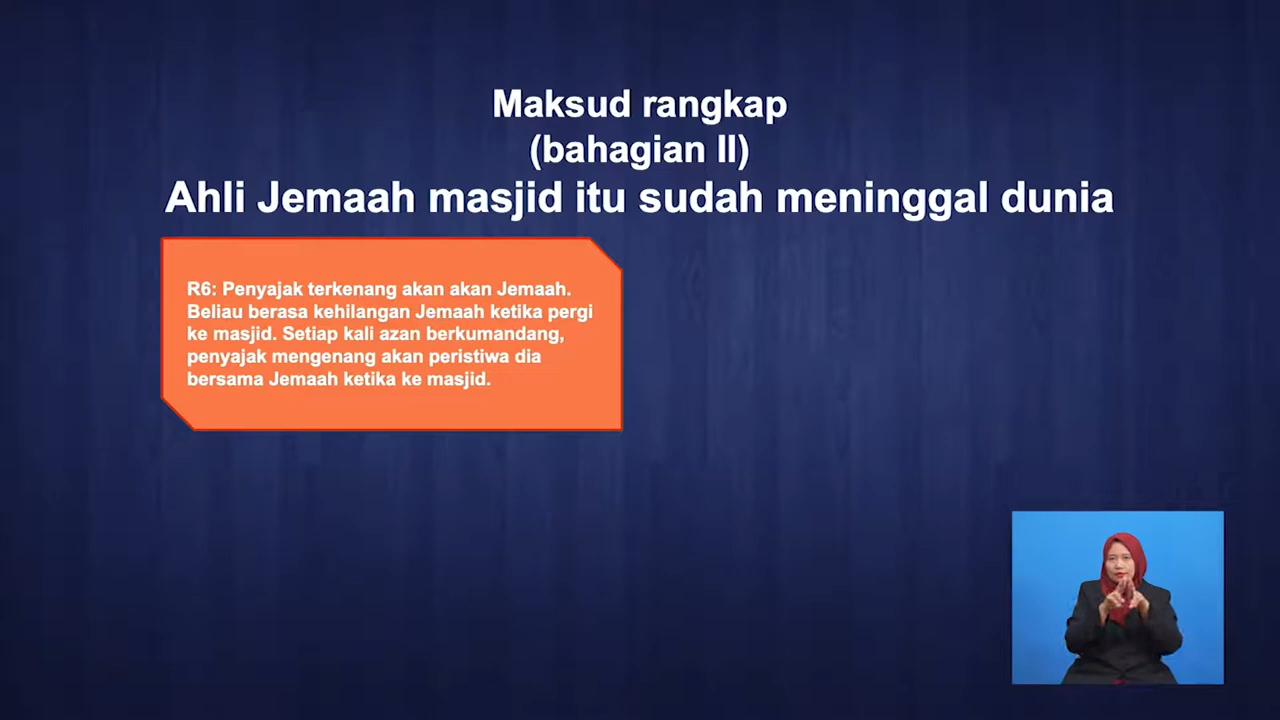 Maksud rangkap
(bahagian II)
Ahli Jemaah masjid itu sudah meninggal dunia
R6: Penyajak terkenang akan akan Jemaah.
Beliau berasa kehilangan Jemaah ketika pergi
ke masjid. Setiap kali azan berkumandang,
penyajak mengenang akan peristiwa dia
bersama Jemaah ketika ke masjid.